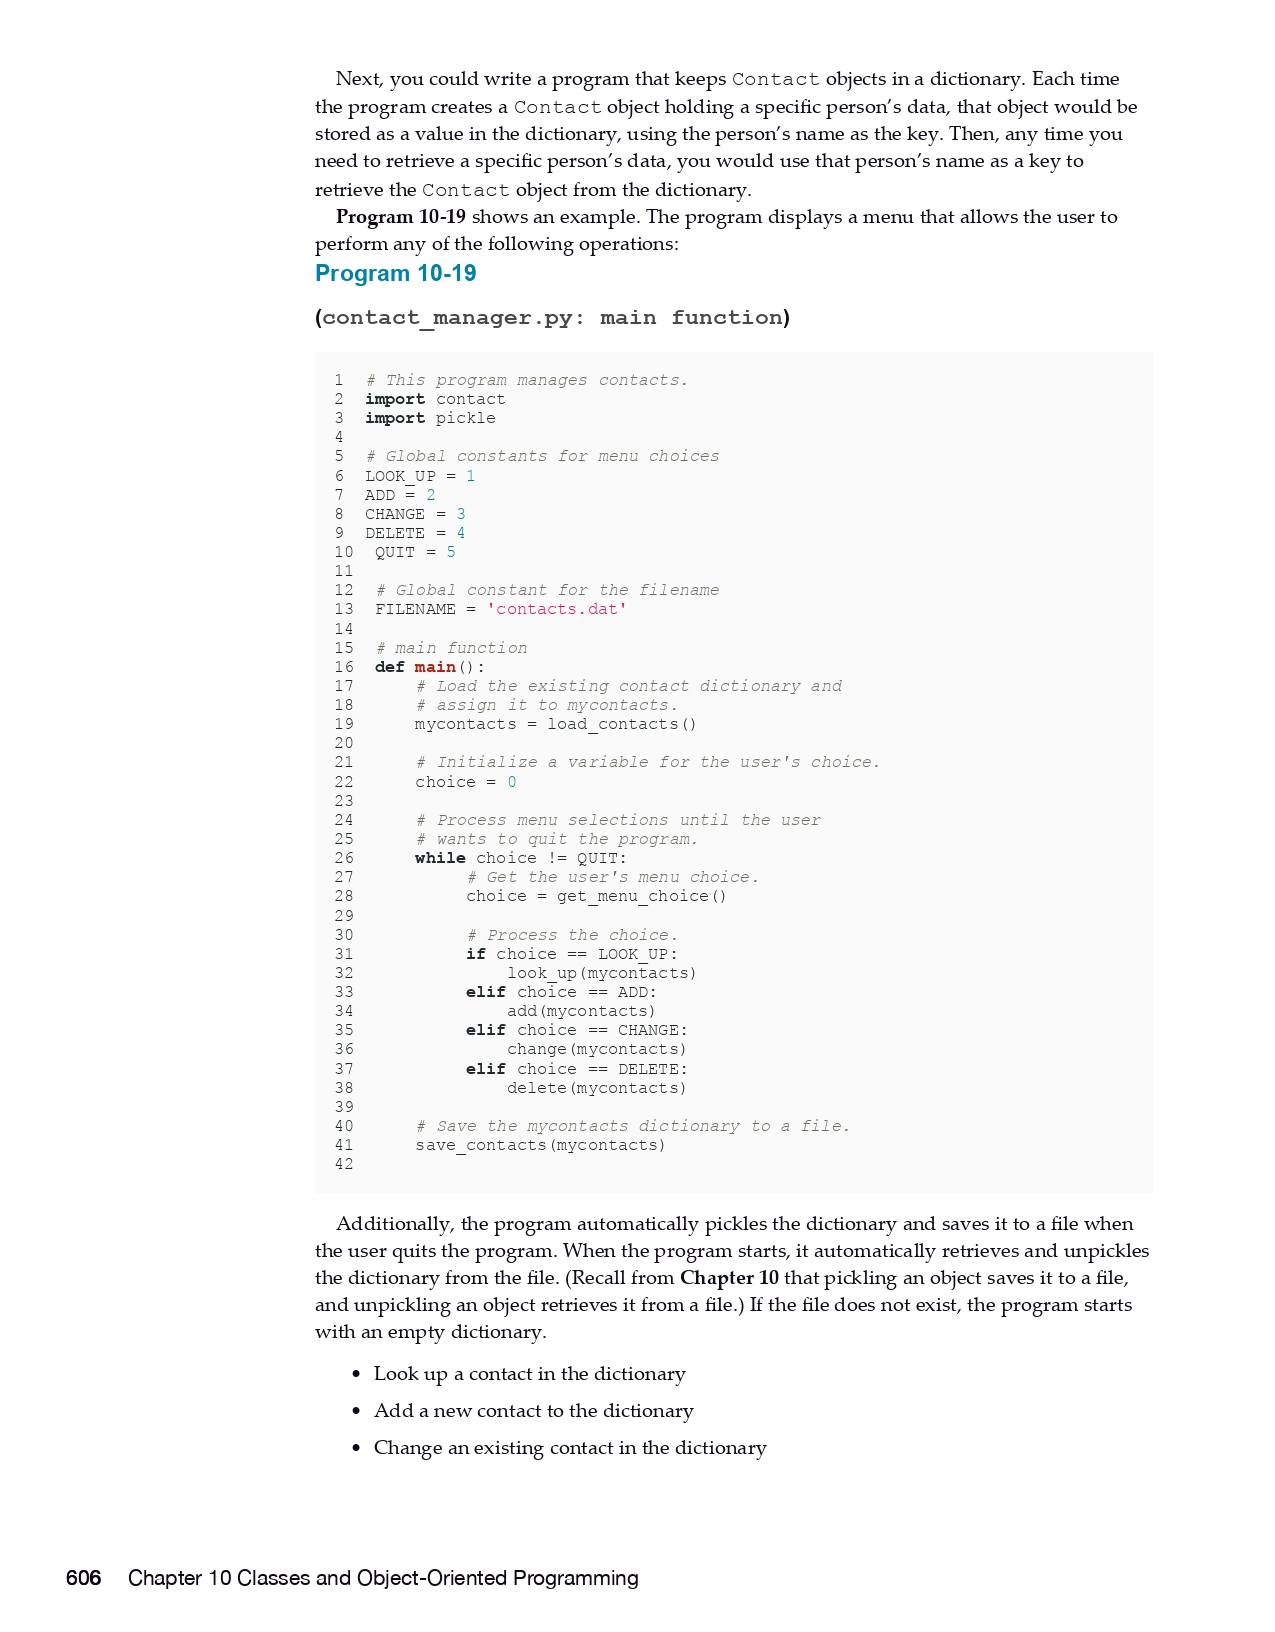 Next, you could write a program that keeps Contact objects in a dictionary. Each time
the program creates a Contact object holding a specific person’s data, that object would be
stored as a value in the dictionary, using the person’s name as the key. Then, any time you
need to retrieve a specific person’s data, you would use that person’s name as a key to
retrieve the Contact object from the dictionary.
Program 10-19 shows an example. The program displays a menu that allows the user to
perform any of the following operations:
Program 10-19
(contact_manager.py: main function)
1 # This program manages contacts.
2 import contact
3 import pickle
4
5 # Global constants for menu choices
6 LOOK_UP = 1
7 ADD = 2
8 CHANGE = 3
9 DELETE = 4
10 QUIT = 5
11
12 # Global constant for the filename
13 FILENAME = 'contacts.dat'
14
15 # main function
16 def main():
17 # Load the existing contact dictionary and
18 # assign it to mycontacts.
19 mycontacts = load_contacts()
20
21 # Initialize a variable for the user's choice.
22 choice = 0
23
24 # Process menu selections until the user
25 # wants to quit the program.
26 while choice != QUIT:
27 # Get the user's menu choice.
28 choice = get_menu_choice()
29
30 # Process the choice.
31 if choice == LOOK_UP:
32 look_up(mycontacts)
33 elif choice == ADD:
34 add(mycontacts)
35 elif choice == CHANGE:
36 change(mycontacts)
37 elif choice == DELETE:
38 delete(mycontacts)
39
40 # Save the mycontacts dictionary to a file.
41 save_contacts(mycontacts)
42
Additionally, the program automatically pickles the dictionary and saves it to a file when
the user quits the program. When the program starts, it automatically retrieves and unpickles
the dictionary from the file. (Recall from Chapter 10 that pickling an object saves it to a file,
and unpickling an object retrieves it from a file.) If the file does not exist, the program starts
with an empty dictionary.
• Look up a contact in the dictionary
• Add a new contact to the dictionary
• Change an existing contact in the dictionary
606 Chapter 10 Classes and Object-Oriented Programming